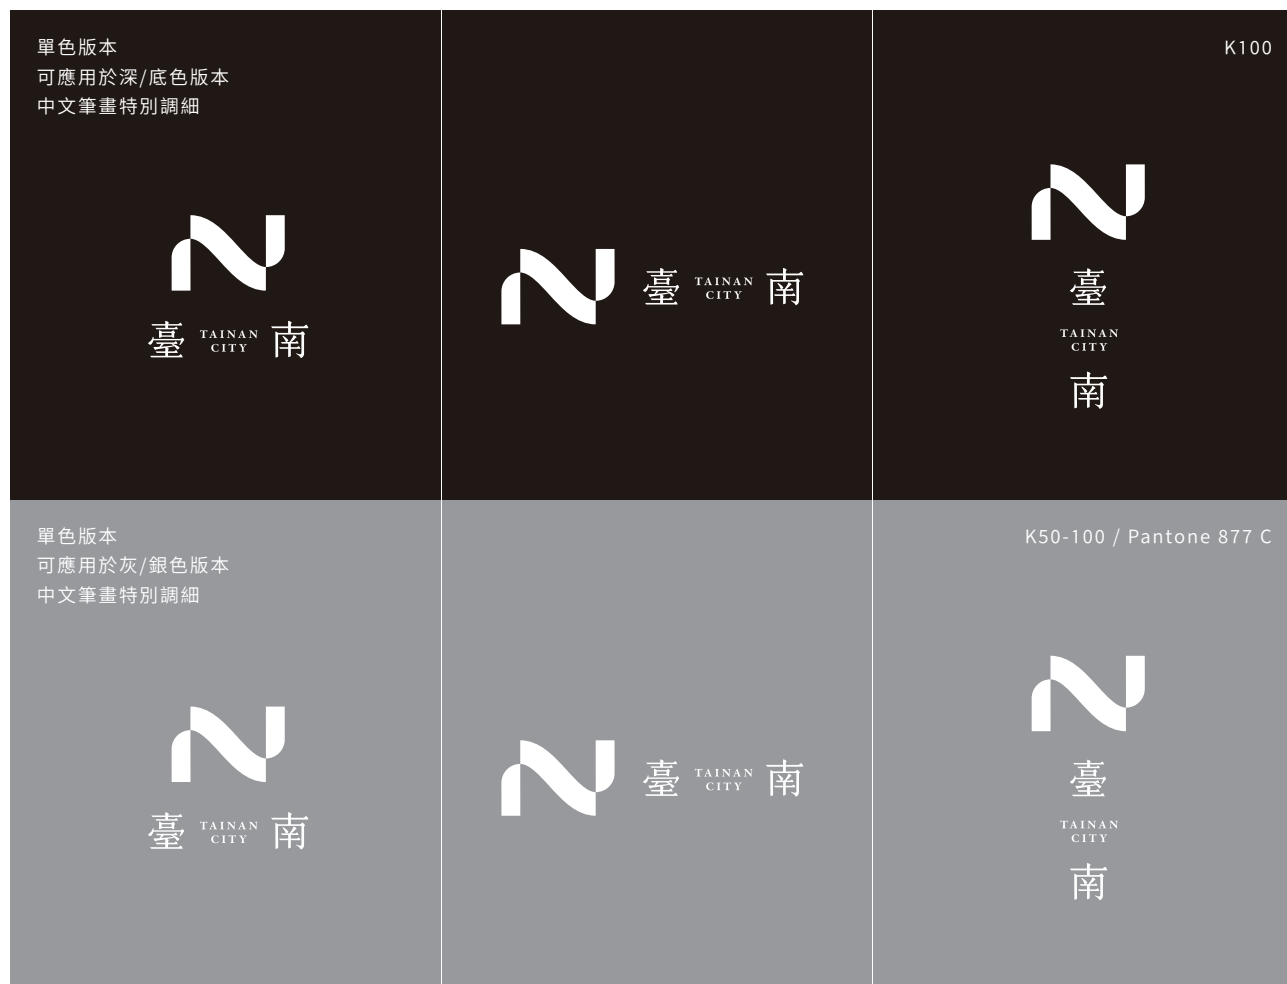 單色版本
可應用於深/底色版本
中文筆畫特別調細
K100
臺 TAINAN 南
CITY
臺 TAINAN 南
CITY
臺
TAINAN
CITY
南
單色版本
可應用於灰/銀色版本
中文筆畫特別調細
K50-100 / Pantone 877 C
臺 TAINAN 南
CITY
臺 TAINAN 南
CITY
臺
TAINAN
CITY
南